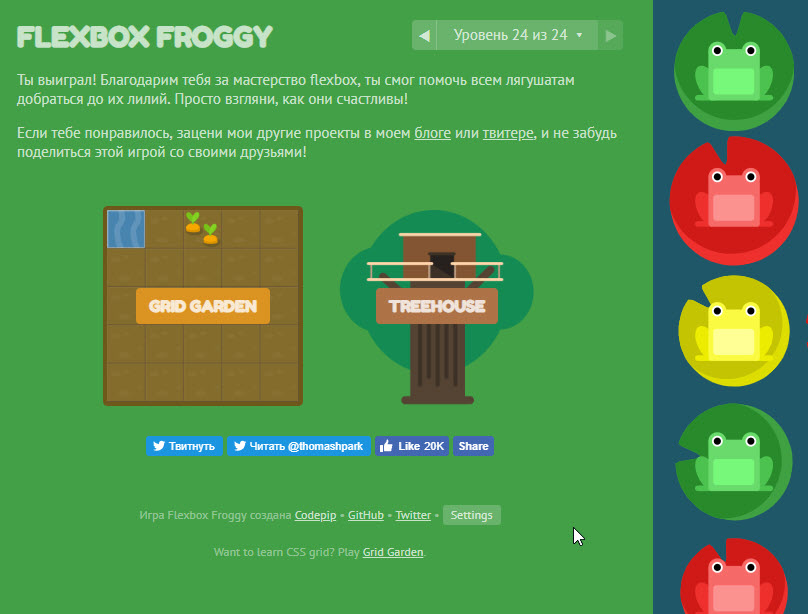 FLEXBOX FROGGY
◀ Уровень 24 из 24 ▼ ▶
Ты выиграл! Благодарим тебя за мастерство flexbox, ты смог помочь всем лягушатам
добраться до их лилий. Просто взгляни, как они счастливы!
Если тебе понравилось, зацени мои другие проекты в моем блоге или твитере, и не забудь
поделиться этой игрой со своими друзьями!
GRID GARDEN
TREEHOUSE
Твитнуть
Читать @thomashpark
Like 20K
Share
Игра Flexbox Froggy создана Codepip • GitHub • Twitter • Settings
Want to learn CSS grid? Play Grid Garden.